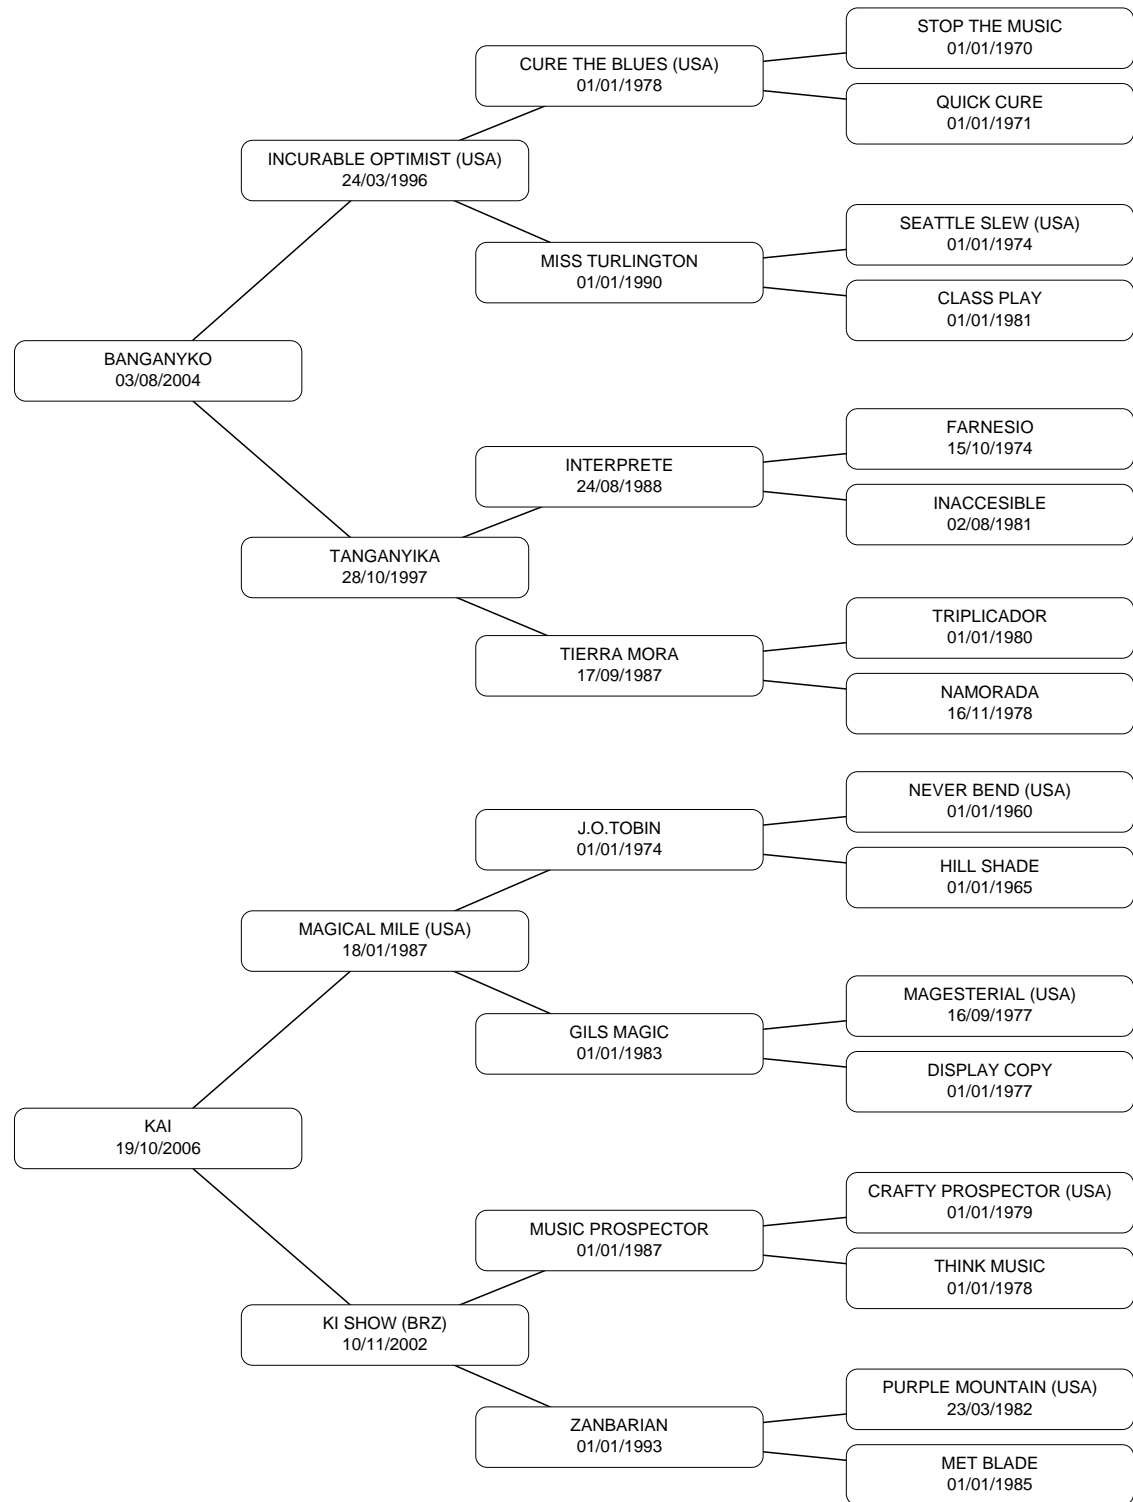 STOP THE MUSIC
01/01/1970
CURE THE BLUES (USA)
01/01/1978
QUICK CURE
01/01/1971
INCURABLE OPTIMIST (USA)
24/03/1996
SEATTLE SLEW (USA)
01/01/1974
MISS TURLINGTON
01/01/1990
CLASS PLAY
01/01/1981
BANGANYKO
03/08/2004
FARNESIO
15/10/1974
INTERPRETE
24/08/1988
INACCESIBLE
02/08/1981
TANGANYIKA
28/10/1997
TRIPLICADOR
01/01/1980
TIERRA MORA
17/09/1987
NAMORADA
16/11/1978
NEVER BEND (USA)
01/01/1960
J.O.TOBIN
01/01/1974
HILL SHADE
01/01/1965
MAGICAL MILE (USA)
18/01/1987
MAGESTERIAL (USA)
16/09/1977
GILS MAGIC
01/01/1983
DISPLAY COPY
01/01/1977
KAI
19/10/2006
CRAFTY PROSPECTOR (USA)
01/01/1979
MUSIC PROSPECTOR
01/01/1987
THINK MUSIC
01/01/1978
KI SHOW (BRZ)
10/11/2002
PURPLE MOUNTAIN (USA)
23/03/1982
ZANBARIAN
01/01/1993
MET BLADE
01/01/1985